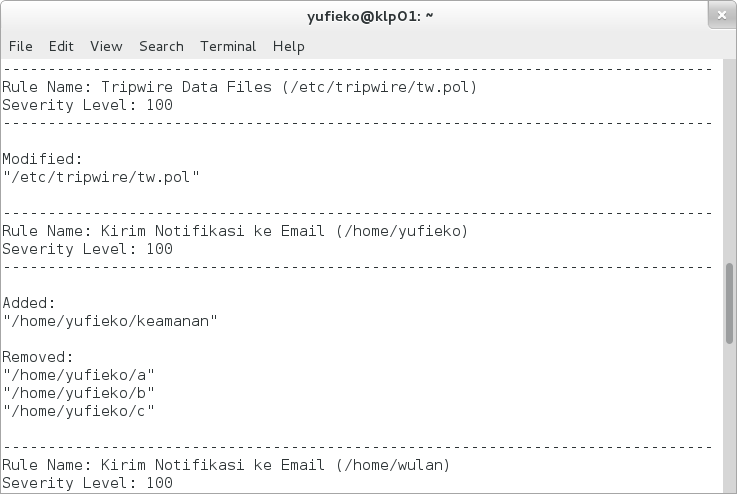 yufieko@klp01: ~
File Edit View Search Terminal Help
-------------------------------------------------------------------------------
Rule Name: Tripwire Data Files (/etc/tripwire/tw.pol)
Severity Level: 100
-------------------------------------------------------------------------------
Modified:
"/etc/tripwire/tw.pol"
-------------------------------------------------------------------------------
Rule Name: Kirim Notifikasi ke Email (/home/yufieko)
Severity Level: 100
-------------------------------------------------------------------------------
Added:
"/home/yufieko/keamanan"
Removed:
"/home/yufieko/a"
"/home/yufieko/b"
"/home/yufieko/c"
-------------------------------------------------------------------------------
Rule Name: Kirim Notifikasi ke Email (/home/wulan)
Severity Level: 100